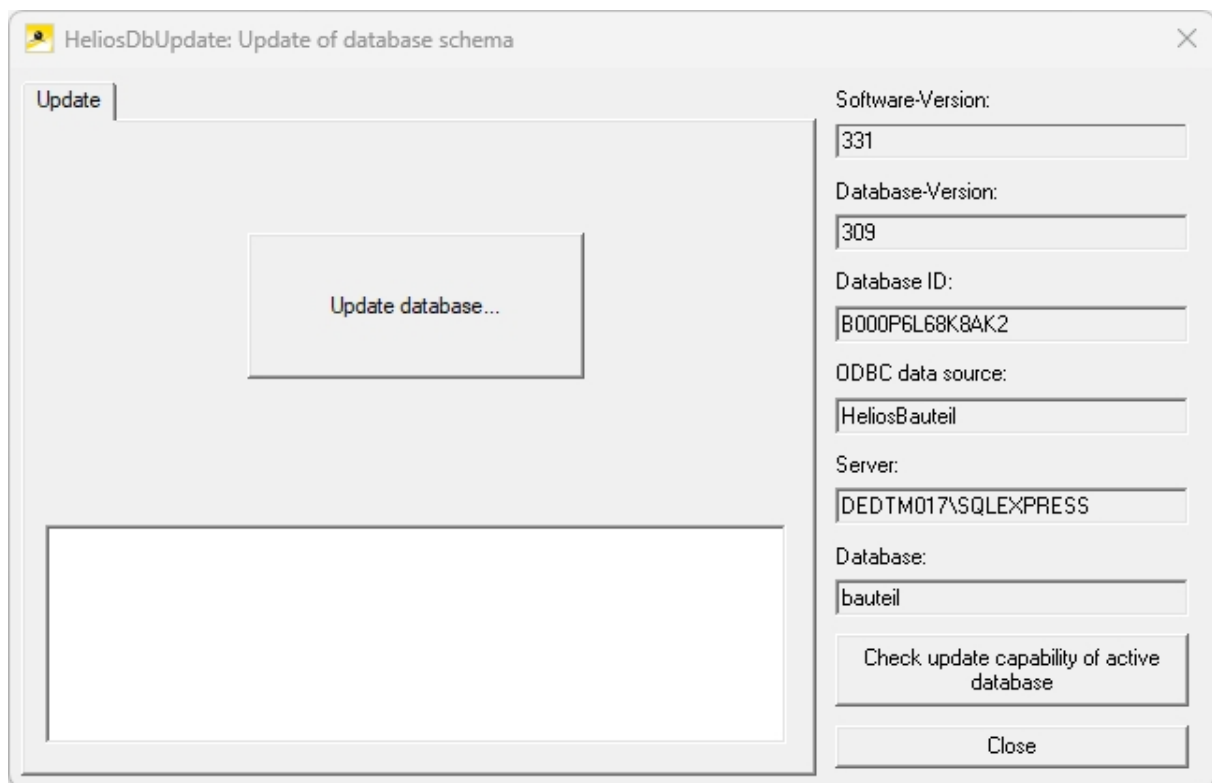 HeliosDbUpdate: Update of database schema
Update
Update database...
Software-Version:
331
Database-Version:
309
Database ID:
B000P6L68K8AK2
ODBC data source:
HeliosBauteil
Server:
DEDTM017\SQLEXPRESS
Database:
bauteil
Check update capability of active
database
Close